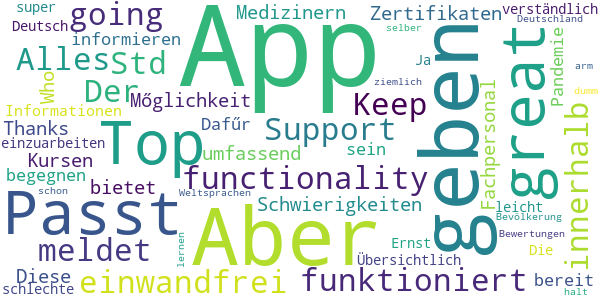 super
going
Medizinern
Zertifikaten
verständlich
Deutsch
informieren
App
selber
Deutschland
Alles
Std
Ja
geben
great
Pandemie
arm
Who
Der
Möglichkeit
ziemlich
Keep
Fachpersonal
dumm
Informationen
Thanks
Top
Dafür
Support
innerhalb
einzuarbeiten
Kursen
umfassend
sein
begegnen
bietet
functionality
schon
Weltsprachen
Schwierigkeiten
leicht
Passt
Aber
Bevölkerung
meldet
lernen
Ernst
Die
Bewertungen
Übersichtlich
Diese
einwandfrei
funktioniert
bereit
schlechte
halt